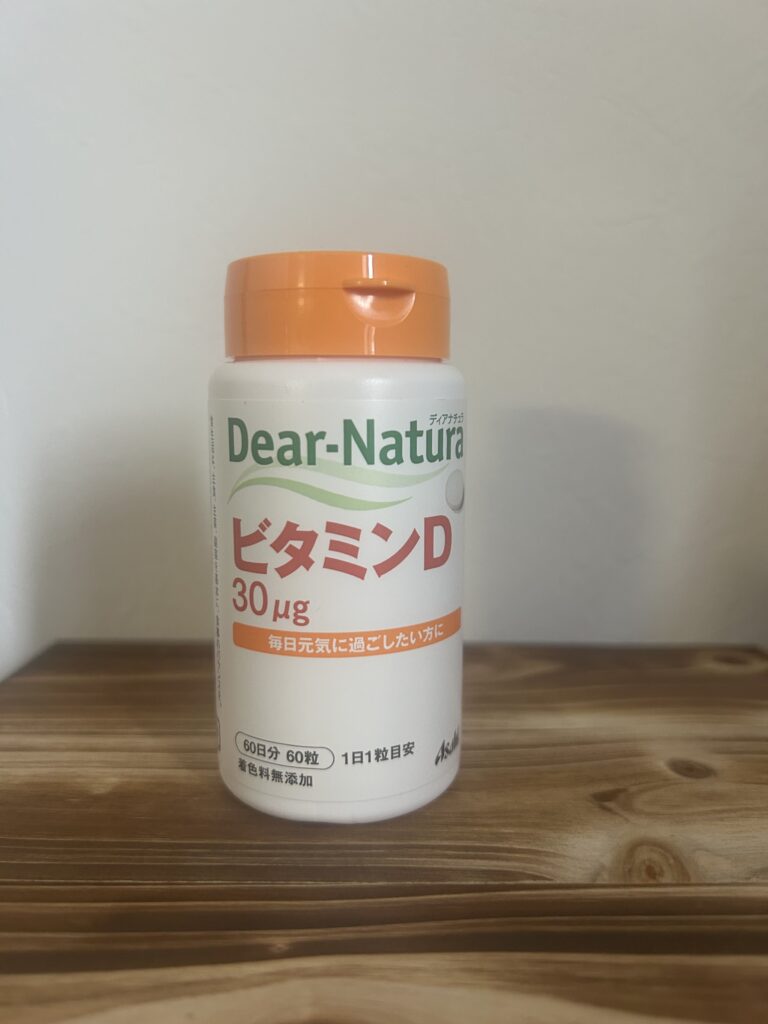 ディアナチュラ
Dear-Natura
ビタミンD
30μg
毎日元気に過ごしたい方に
60日分 60粒 1日1粒目安
着色料無添加
Asahi